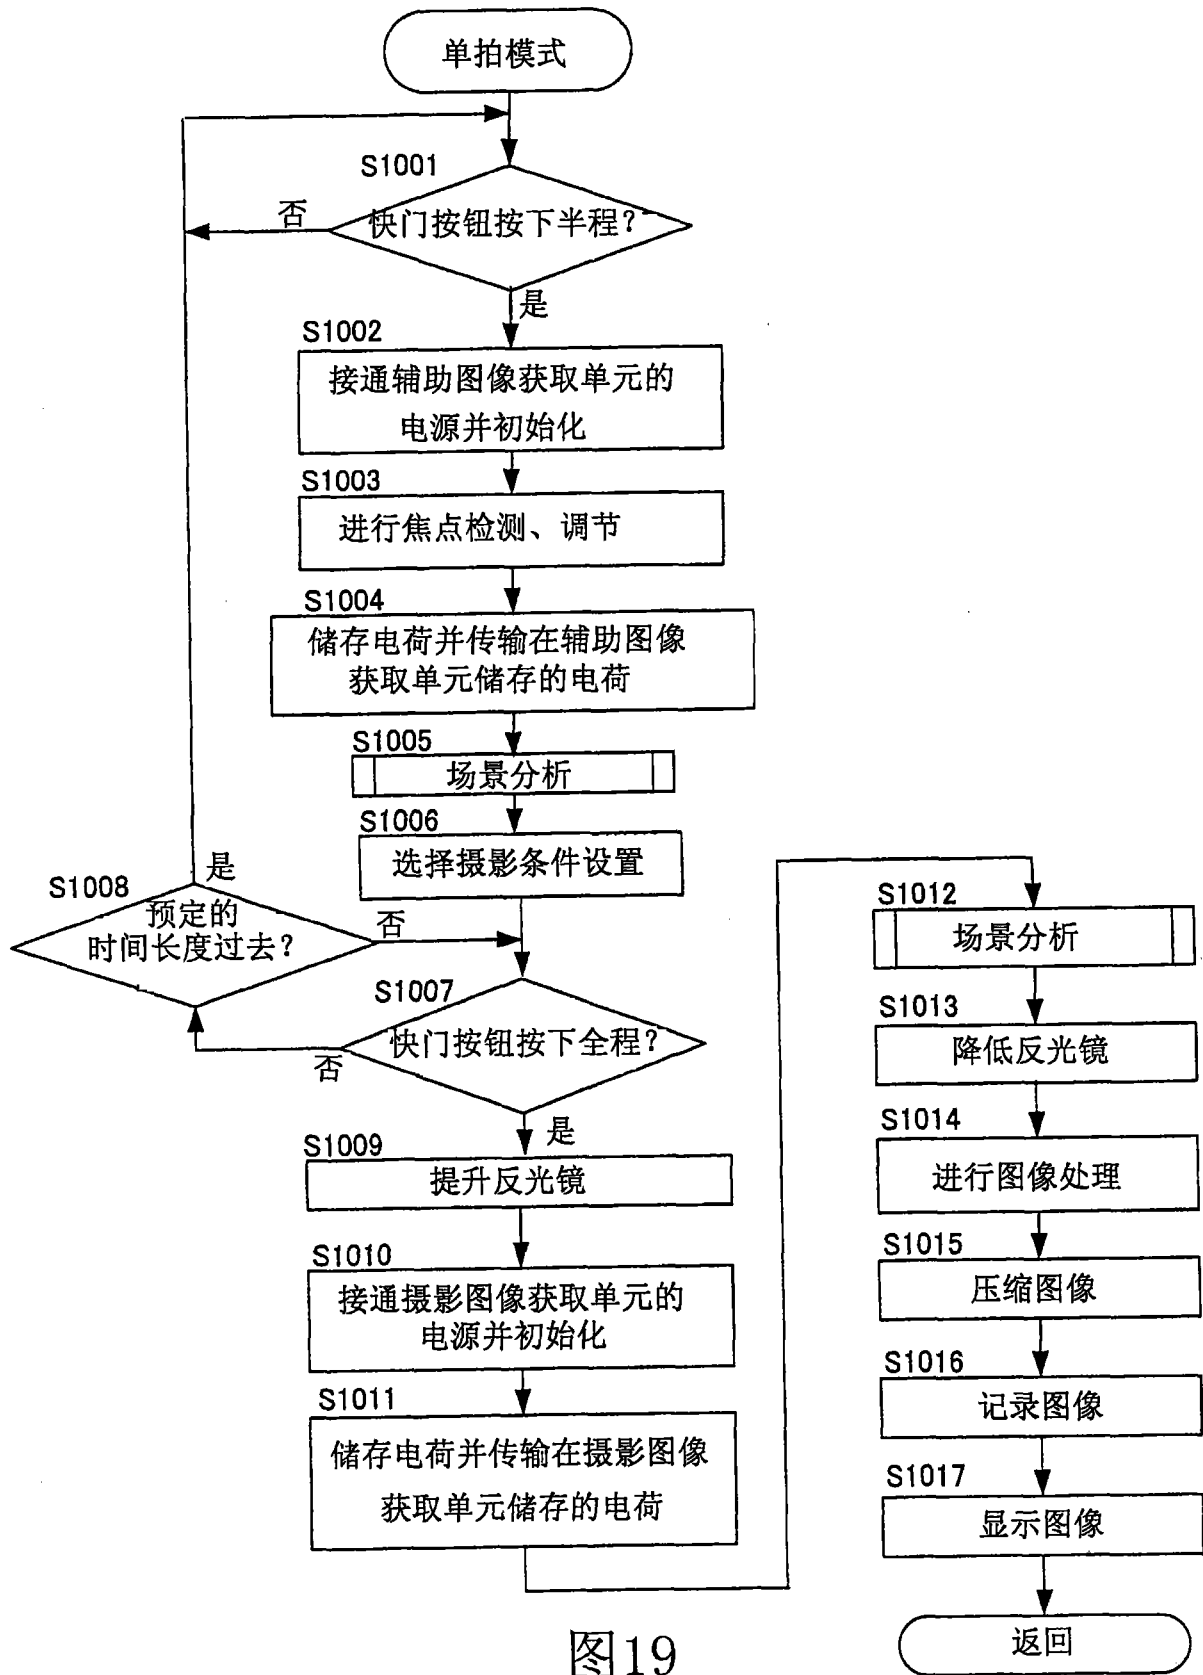 单拍模式
S1001
快门按钮按下半程？
否
是
S1002
接通辅助图像获取单元的
电源并初始化
S1003
进行焦点检测、调节
S1004
储存电荷并传输在辅助图像
获取单元储存的电荷
S1005
场景分析
S1006
选择摄影条件设置
S1008
是
预定的
时间长度过去？
否
S1007
快门按钮按下全程？
否
是
S1009
提升反光镜
S1010
接通摄影图像获取单元的
电源并初始化
S1011
储存电荷并传输在摄影图像
获取单元储存的电荷
S1012
场景分析
S1013
降低反光镜
S1014
进行图像处理
S1015
压缩图像
S1016
记录图像
S1017
显示图像
返回
图19